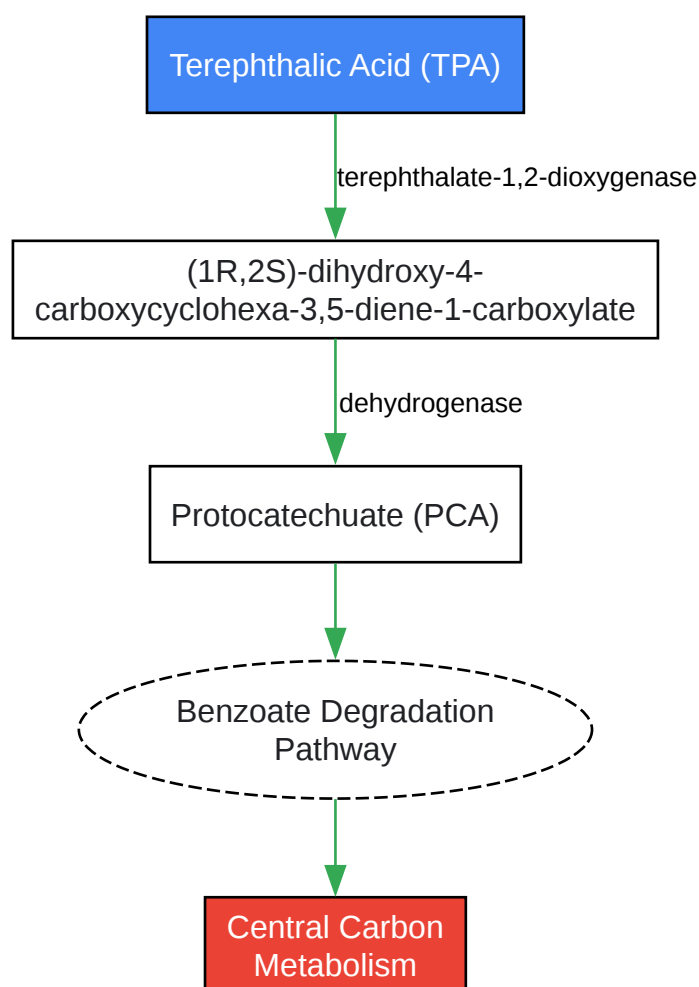 Terephthalic Acid (TPA)
terephthalate-1,2-dioxygenase
(1R,2S)-dihydroxy-4-
carboxycyclohexa-3,5-diene-1-carboxylate
dehydrogenase
Protocatechuate (PCA)
Benzoate Degradation
Pathway
Central Carbon
Metabolism